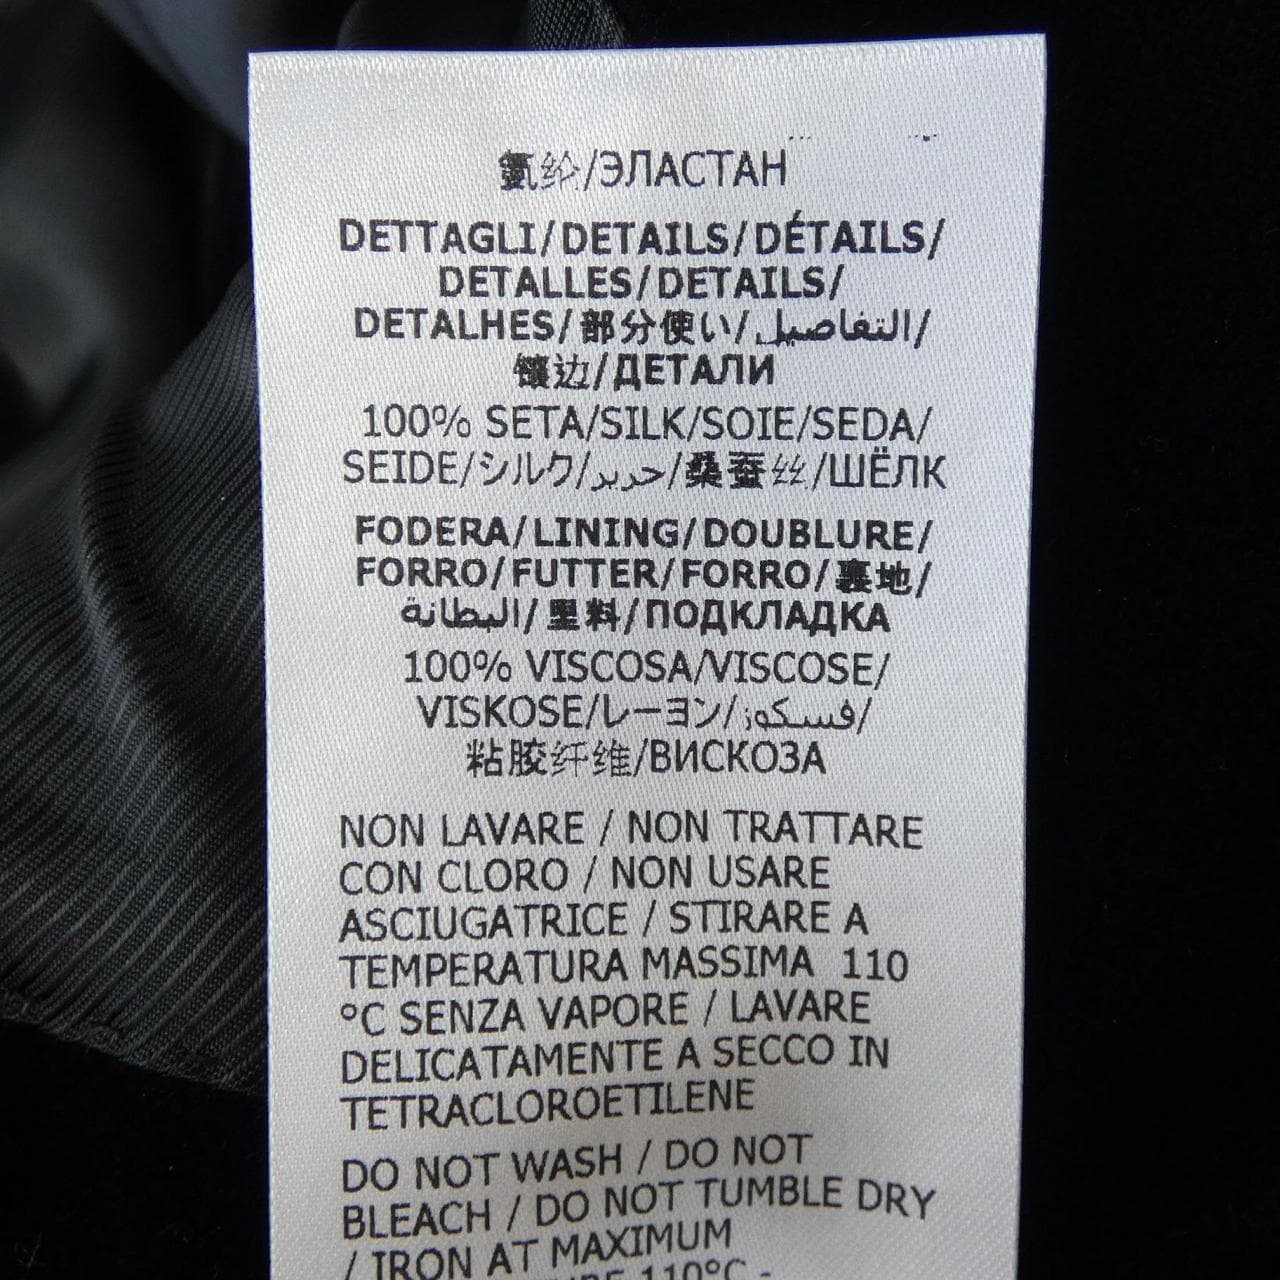 氨纶/ЭЛАСТАН
DETTAGLI/DETAILS/DÉTAILS/
DETALLES/DETAILS/
DETALHES/部分使い/التفاصيل/
镶边/ДЕТАЛИ
100% SETA/SILK/SOIE/SEDA/
SEIDE/シルク/حرير/桑蚕丝/ШЁЛК
FODERA/LINING/DOUBLURE/
FORRO/FUTTER/FORRO/裏地/
البطانة/里料/ПОДКЛАДКА
100% VISCOSA/VISCOSE/
VISKOSE/レーヨン/فسكوز/
粘胶纤维/ВИСКОЗА
NON LAVARE / NON TRATTARE
CON CLORO / NON USARE
ASCIUGATRICE / STIRARE A
TEMPERATURA MASSIMA 110
°C SENZA VAPORE / LAVARE
DELICATAMENTE A SECCO IN
TETRACLOROETILENE
DO NOT WASH / DO NOT
BLEACH / DO NOT TUMBLE DRY
/ IRON AT MAXIMUM
110°C -